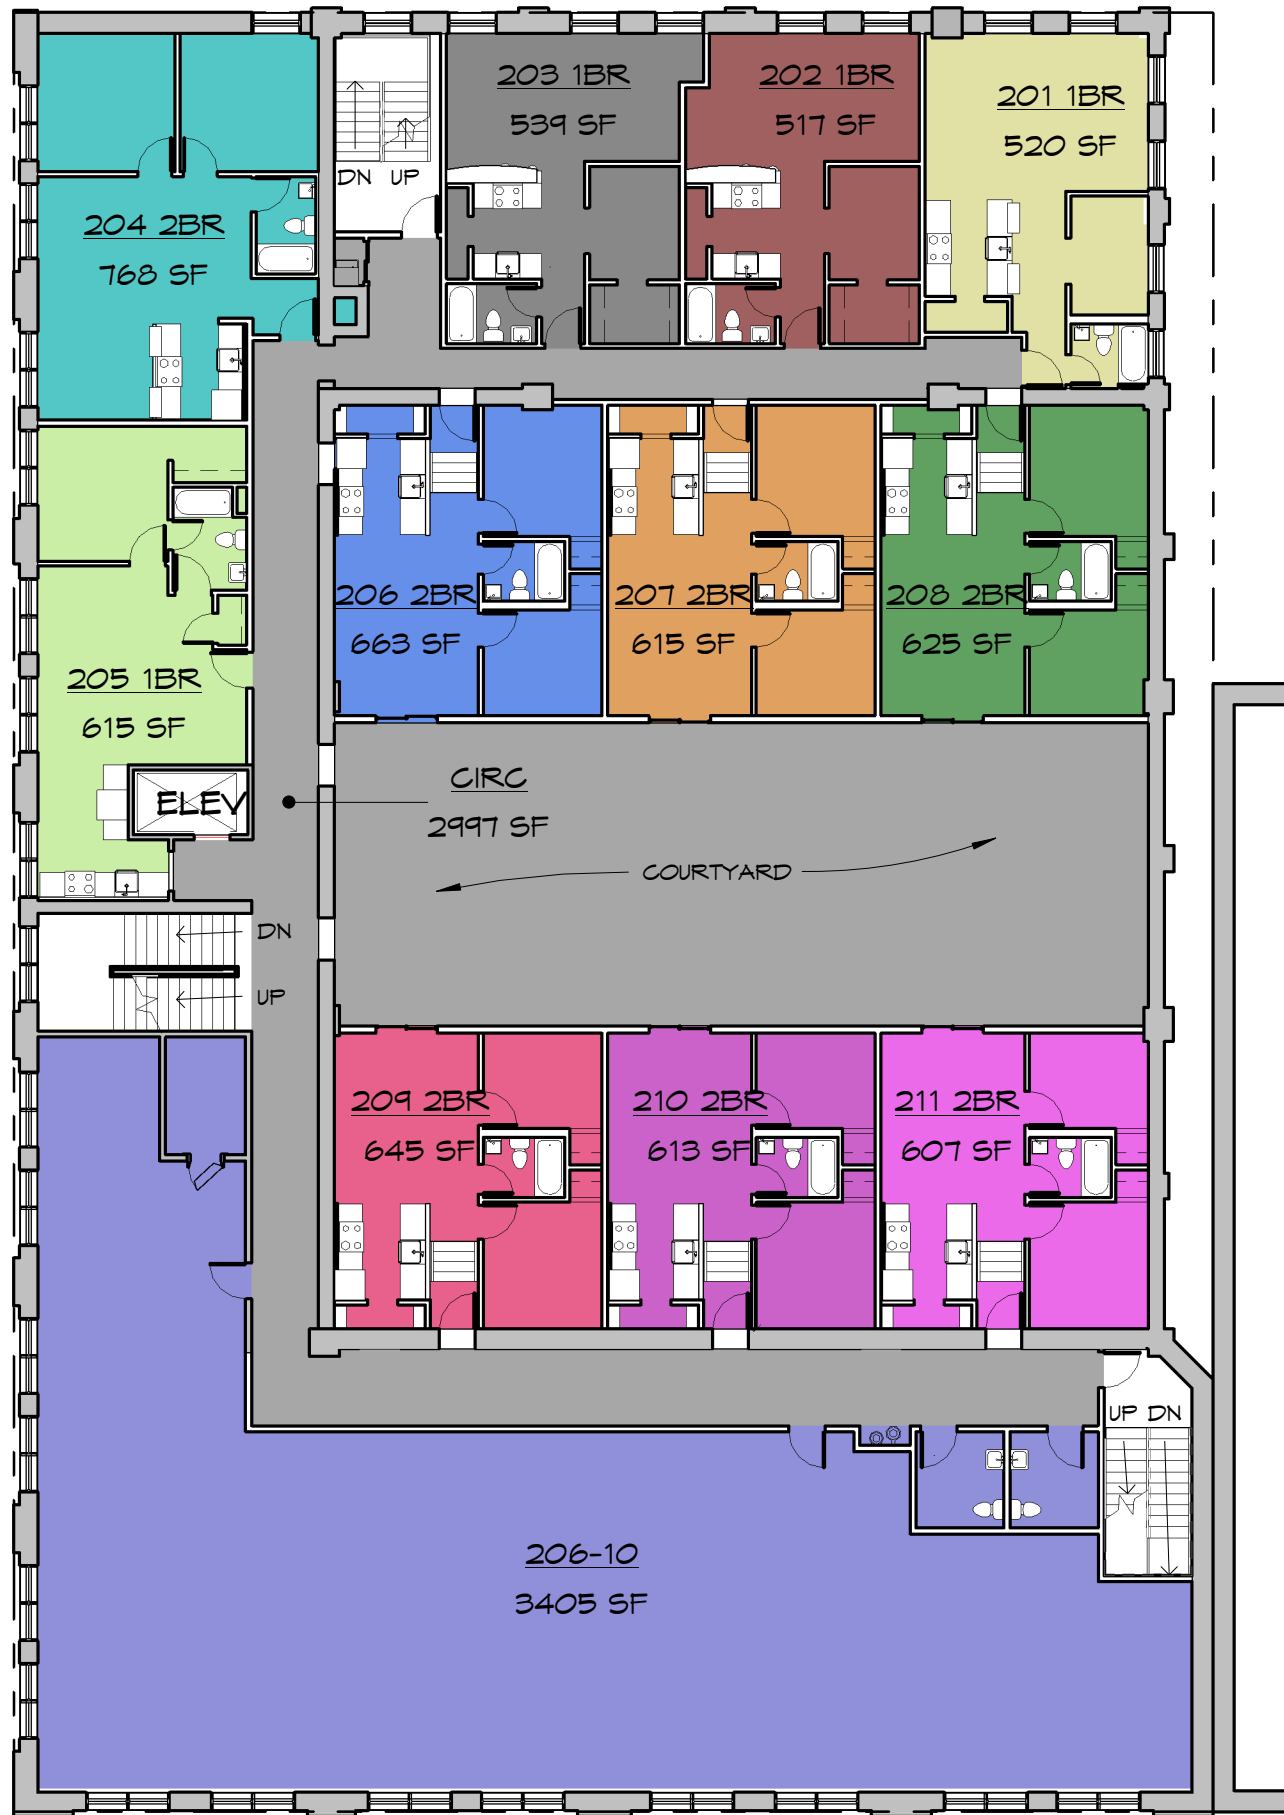 203 1BR
539 SF
202 1BR
517 SF
201 1BR
520 SF
DN UP
204 2BR
768 SF
206 2BR
663 SF
207 2BR
615 SF
208 2BR
625 SF
205 1BR
615 SF
ELEV
CIRC
2997 SF
COURTYARD
DN
UP
209 2BR
645 SF
210 2BR
613 SF
211 2BR
607 SF
UP DN
206-10
3405 SF